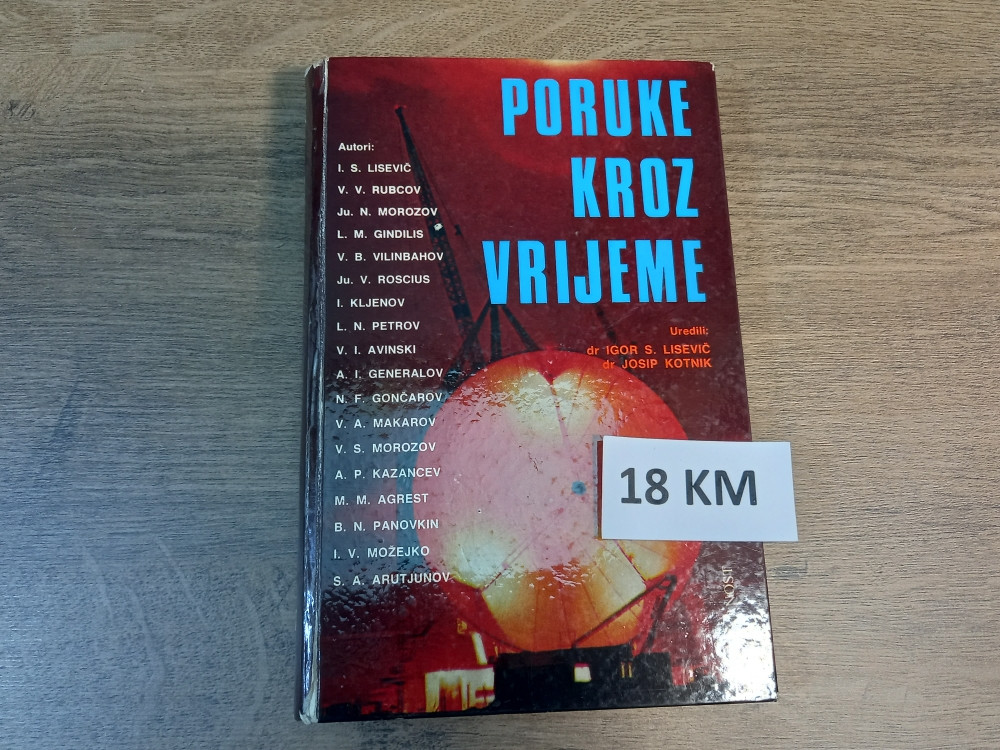 PORUKE
KROZ
VRIJEME
Autori:
I. S. LISEVIČ
V. V. RUBCOV
Ju. N. MOROZOV
L. M. GINDILIS
V. B. VILINBAHOV
Ju. V. ROSCIUS
I. KLJENOV
L. N. PETROV
V. I. AVINSKI
A. I. GENERALOV
N. F. GONČAROV
V. A. MAKAROV
V. S. MOROZOV
A. P. KAZANCEV
M. M. AGREST
B. N. PANOVKIN
I. V. MOŽEJKO
S. A. ARUTJUNOV
Uredili;
dr IGOR S. LISEVIČ
dr JOSIP KOTNIK
18 KM